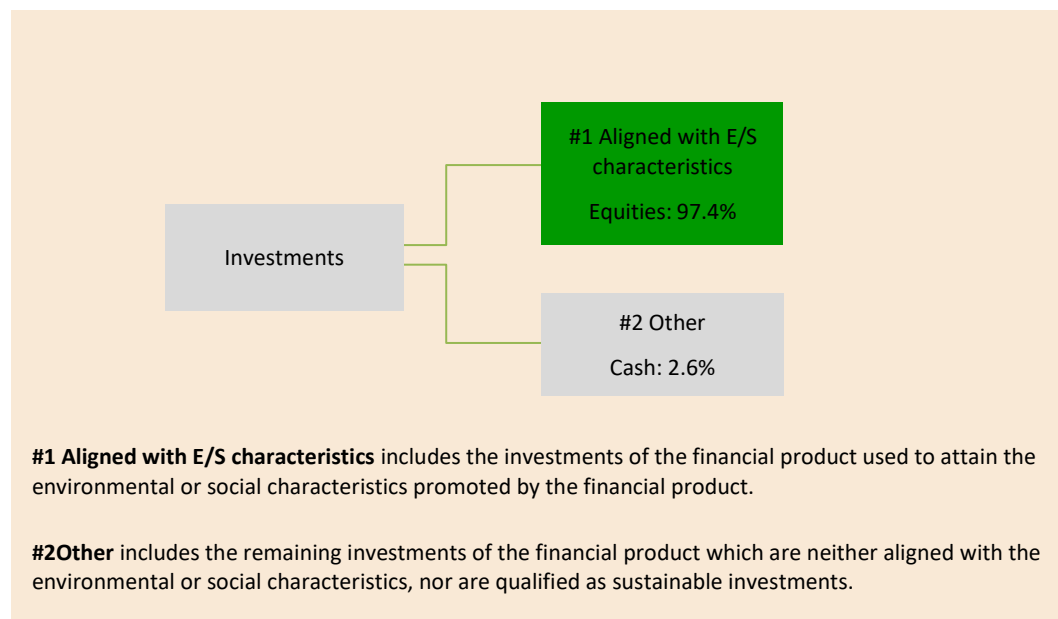 #1 Aligned with E/S
characteristics
Equities: 97.4%
Investments
#2 Other
Cash: 2.6%
#1 Aligned with E/S characteristics includes the investments of the financial product used to attain the
environmental or social characteristics promoted by the financial product.
#2Other includes the remaining investments of the financial product which are neither aligned with the
environmental or social characteristics, nor are qualified as sustainable investments.